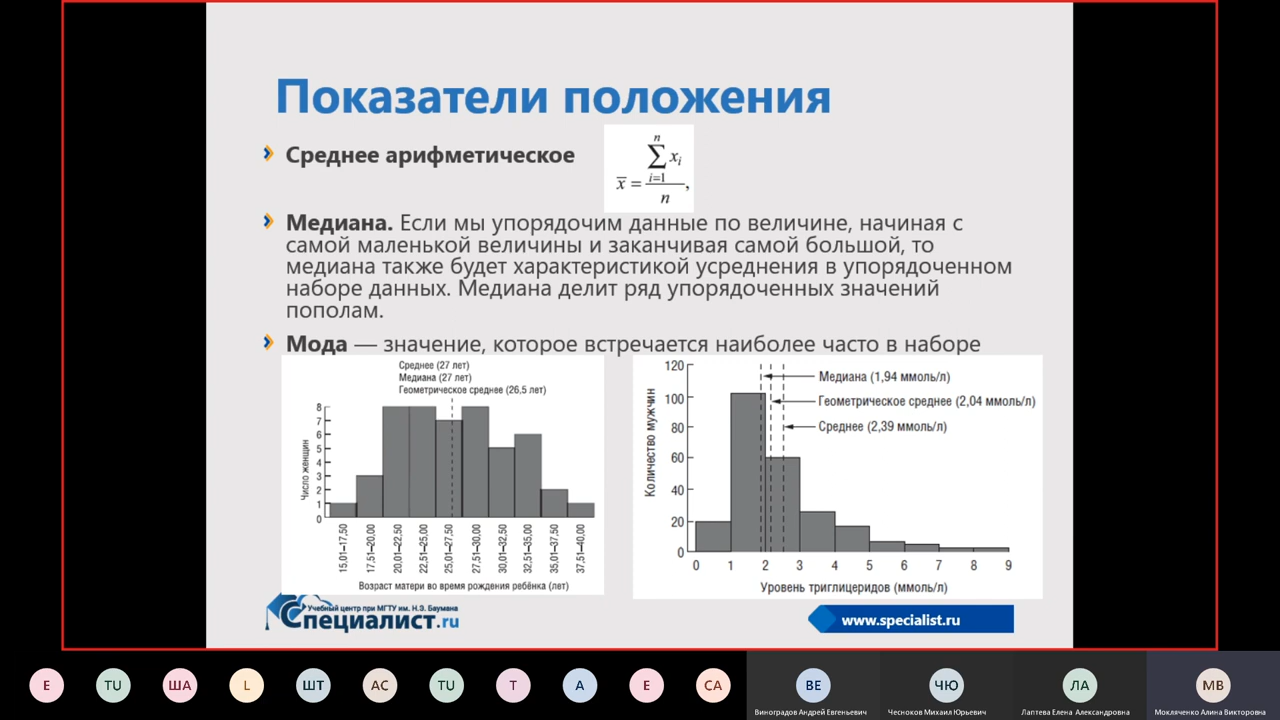 Показатели положения
Среднее арифметическое
n
∑ xᵢ
i=1
x̅ = ,
n
Медиана. Если мы упорядочим данные по величине, начиная с
самой маленькой величины и заканчивая самой большой, то
медиана также будет характеристикой усреднения в упорядоченном
наборе данных. Медиана делит ряд упорядоченных значений
пополам.
Мода — значение, которое встречается наиболее часто в наборе
Среднее (27 лет)
Медиана (27 лет)
Геометрическое среднее (26,5 лет)
Число женщин
8
7
6
5
4
3
2
1
0
15,01–17,50
17,51–20,00
20,01–22,50
22,51–25,00
25,01–27,50
27,51–30,00
30,01–32,50
32,51–35,00
35,01–37,50
37,51–40,00
Возраст матери во время рождения ребёнка (лет)
Количество мужчин
120
100
80
60
40
20
0
Медиана (1,94 ммоль/л)
Геометрическое среднее (2,04 ммоль/л)
Среднее (2,39 ммоль/л)
0 1 2 3 4 5 6 7 8 9
Уровень триглицеридов (ммоль/л)
Учебный центр при МГТУ им. Н.Э. Баумана
Специалист.ru
www.specialist.ru
E TU ША L ШТ АС TU Т А Е СА ВЕ ЧЮ ЛА МВ
Виноградов Андрей Евгеньевич
Чесноков Михаил Юрьевич
Лаптева Елена Александровна
Мокляченко Алина Викторовна